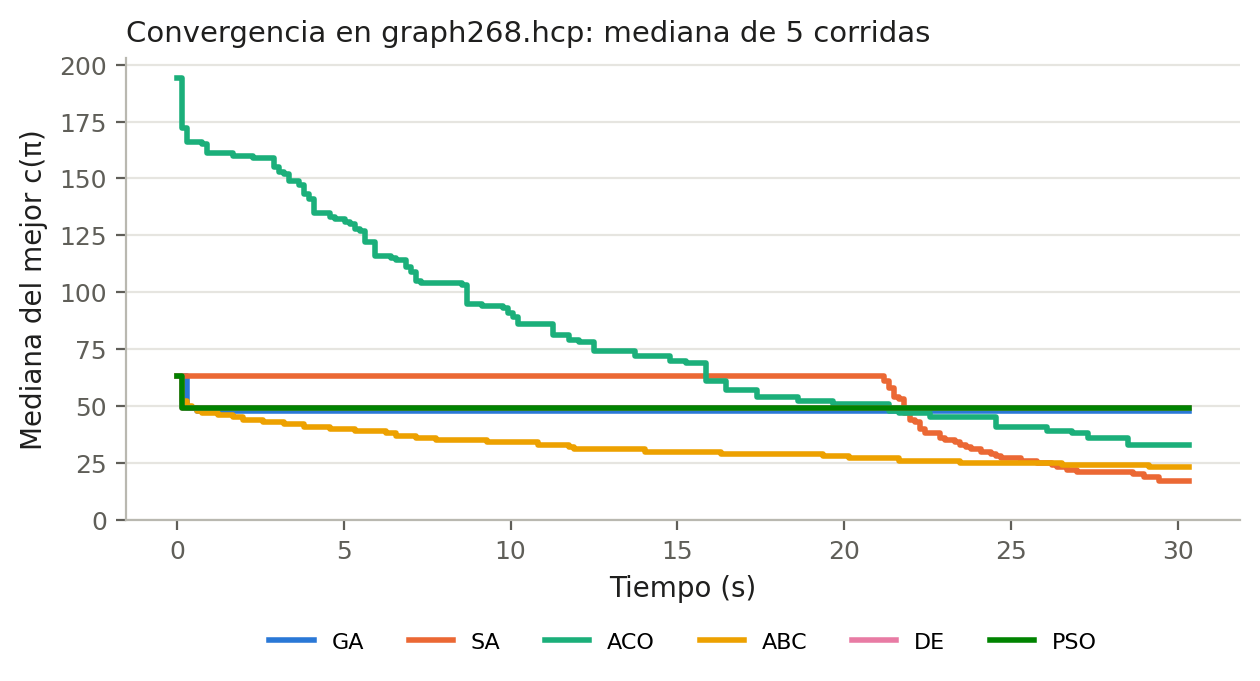 Convergencia en graph268.hcp: mediana de 5 corridas
Mediana del mejor c(π)
200
175
150
125
100
75
50
25
0
0 5 10 15 20 25 30
Tiempo (s)
GA SA ACO ABC DE PSO